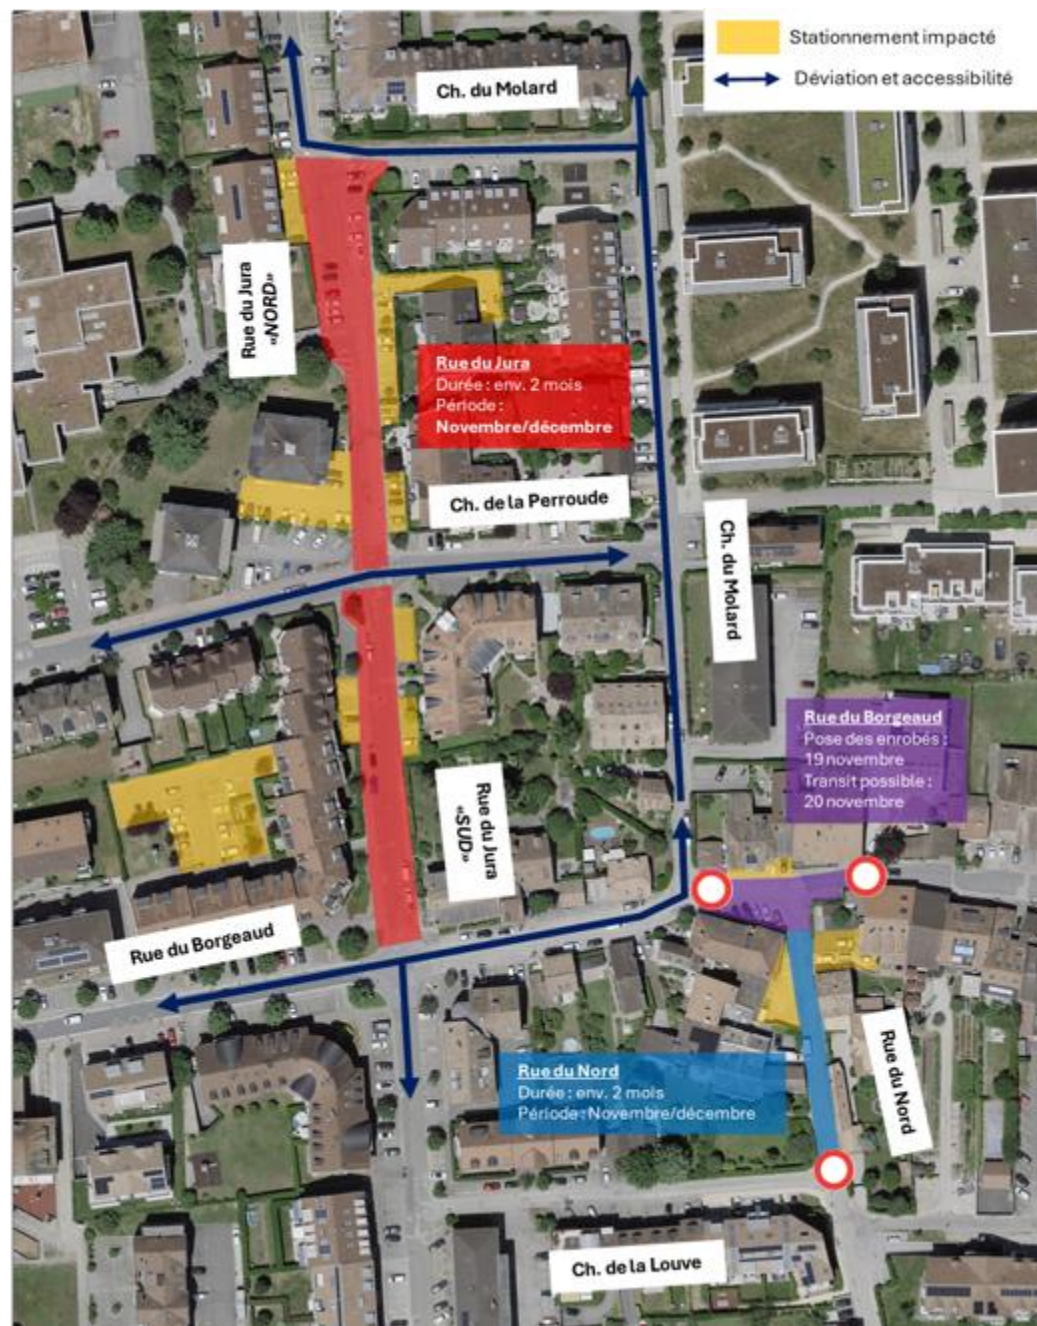 Stationnement impacté
Déviation et accessibilité
Ch. du Molard
Rue du Jura
«NORD»
Rue du Jura
Durée : env. 2 mois
Période :
Novembre/décembre
Ch. de la Perroude
Ch. du Molard
Rue du Borgeaud
Pose des enrobés :
19 novembre
Transit possible :
20 novembre
Rue du Jura
«SUD»
Rue du Borgeaud
Rue du Nord
Durée : env. 2 mois
Période : Novembre/décembre
Rue du Nord
Ch. de la Louve